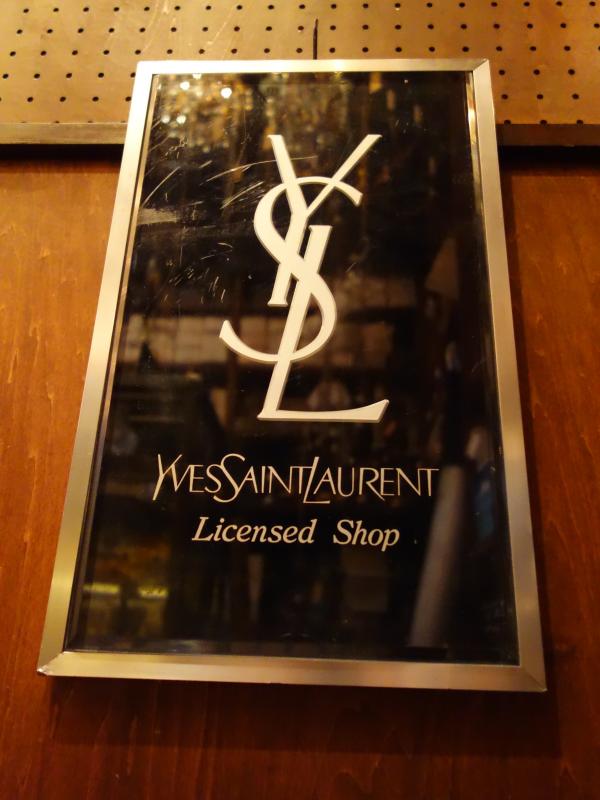 YSL
YVES SAINT LAURENT
Licensed Shop